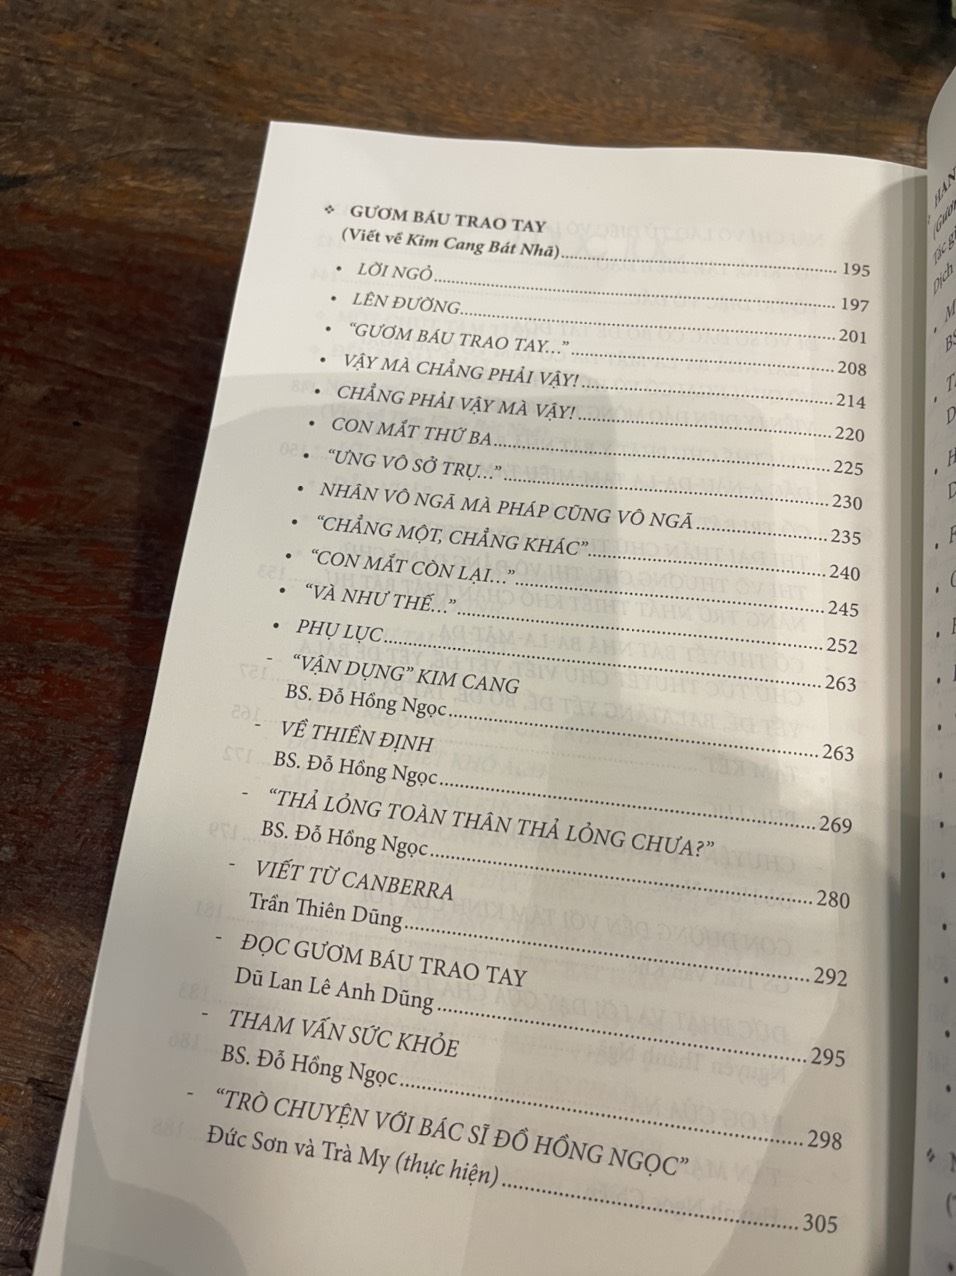 ❖ GƯƠM BÁU TRAO TAY
(Viết về Kim Cang Bát Nhã)........195
• LỜI NGỎ........197
• LÊN ĐƯỜNG........201
• “GƯƠM BÁU TRAO TAY…”........208
• VẬY MÀ CHẲNG PHẢI VẬY!........214
• CHẲNG PHẢI VẬY MÀ VẬY!........220
• CON MẮT THỨ BA........225
• “ƯNG VÔ SỞ TRỤ…”........230
• NHÂN VÔ NGÃ MÀ PHÁP CŨNG VÔ NGÃ........235
• “CHẲNG MỘT, CHẲNG KHÁC”........240
• “CON MẮT CÒN LẠI…”........245
• “VÀ NHƯ THẾ…”........252
• PHỤ LỤC........263
- “VẬN DỤNG” KIM CANG
BS. Đỗ Hồng Ngọc........263
- VỀ THIỀN ĐỊNH
BS. Đỗ Hồng Ngọc........269
- “THẢ LỎNG TOÀN THÂN THẢ LỎNG CHƯA?”
BS. Đỗ Hồng Ngọc........280
- VIẾT TỪ CANBERRA
Trần Thiên Dũng........292
- ĐỌC GƯƠM BÁU TRAO TAY
Dũ Lan Lê Anh Dũng........295
- THAM VẤN SỨC KHỎE
BS. Đỗ Hồng Ngọc........298
- “TRÒ CHUYỆN VỚI BÁC SĨ ĐỖ HỒNG NGỌC”
Đức Sơn và Trà My (thực hiện)........305